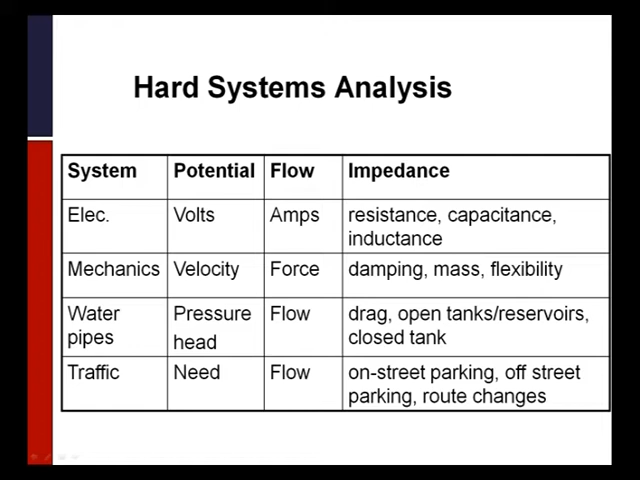 Hard Systems Analysis
System Potential Flow Impedance
Elec. Volts Amps resistance, capacitance,
inductance
Mechanics Velocity Force damping, mass, flexibility
Water Pressure Flow drag, open tanks/reservoirs,
pipes head closed tank
Traffic Need Flow on-street parking, off street
parking, route changes